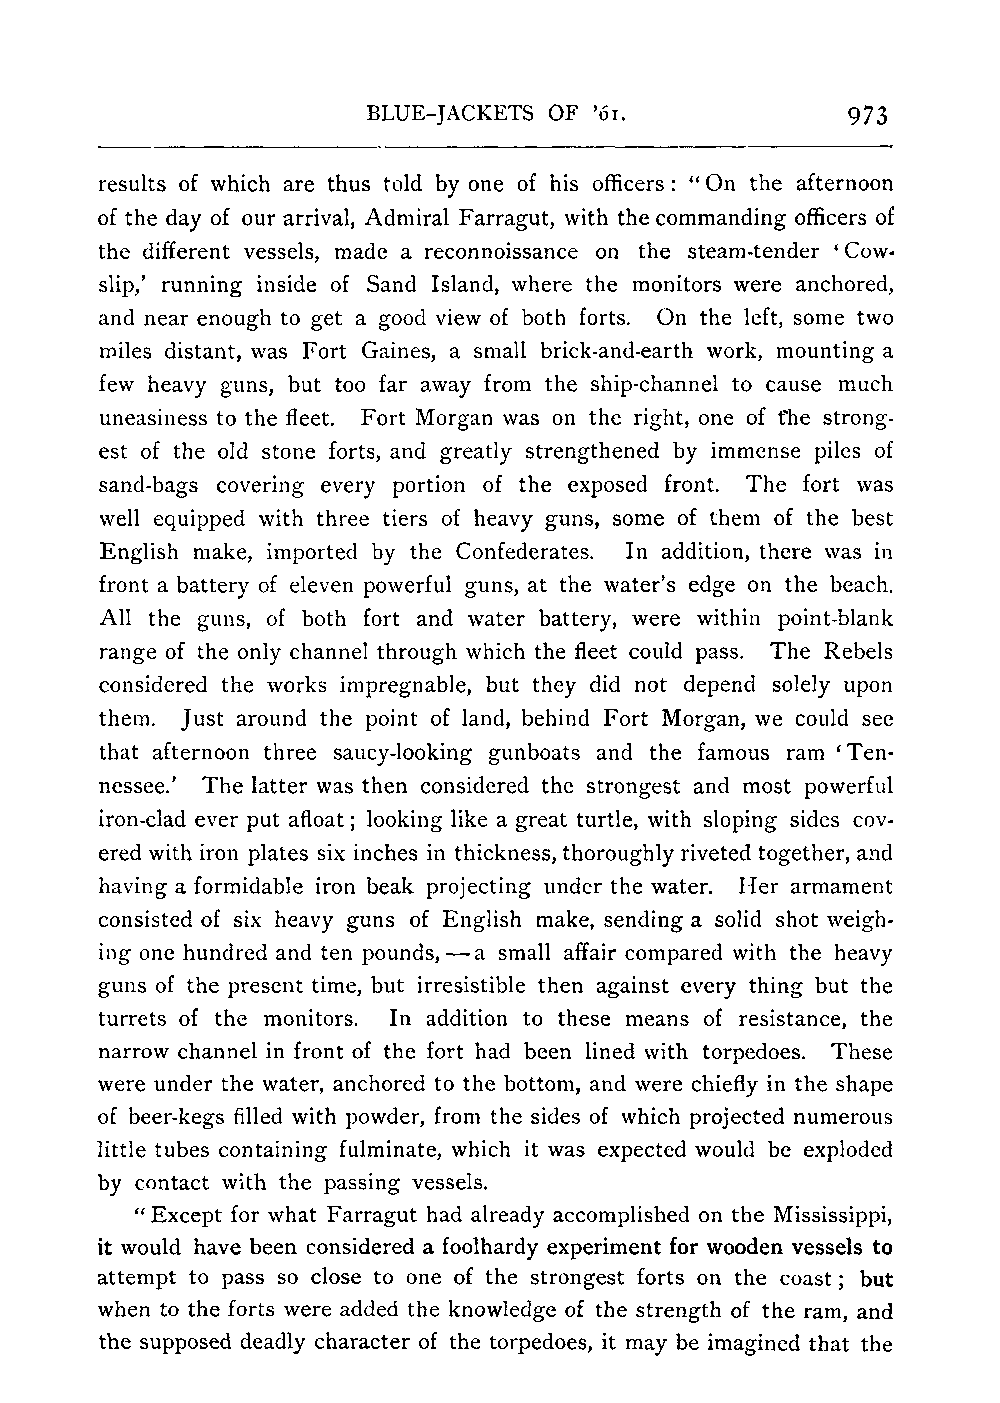 BLUE-JACKETS OF '61. 973
results of which are thus told by one of his officers: "On the afternoon
of the day of our arrival, Admiral Farragut, with the commanding officers of
the different vessels, made a reconnoissance on the steam-tender 'Cow-
slip,' running inside of Sand Island, where the monitors were anchored,
and near enough to get a good view of both forts. On the left, some two
miles distant, was Fort Gaines, a small brick-and-earth work, mounting a
few heavy guns, but too far away from the ship-channel to cause much
uneasiness to the fleet. Fort Morgan was on the right, one of the strong-
est of the old stone forts, and greatly strengthened by immense piles of
sand-bags covering every portion of the exposed front. The fort was
well equipped with three tiers of heavy guns, some of them of the best
English make, imported by the Confederates. In addition, there was in
front a battery of eleven powerful guns, at the water's edge on the beach.
All the guns, of both fort and water battery, were within point-blank
range of the only channel through which the fleet could pass. The Rebels
considered the works impregnable, but they did not depend solely upon
them. Just around the point of land, behind Fort Morgan, we could see
that afternoon three saucy-looking gunboats and the famous ram 'Ten-
nessee.' The latter was then considered the strongest and most powerful
iron-clad ever put afloat; looking like a great turtle, with sloping sides cov-
ered with iron plates six inches in thickness, thoroughly riveted together, and
having a formidable iron beak projecting under the water. Her armament
consisted of six heavy guns of English make, sending a solid shot weigh-
ing one hundred and ten pounds, — a small affair compared with the heavy
guns of the present time, but irresistible then against every thing but the
turrets of the monitors. In addition to these means of resistance, the
narrow channel in front of the fort had been lined with torpedoes. These
were under the water, anchored to the bottom, and were chiefly in the shape
of beer-kegs filled with powder, from the sides of which projected numerous
little tubes containing fulminate, which it was expected would be exploded
by contact with the passing vessels.
"Except for what Farragut had already accomplished on the Mississippi,
it would have been considered a foolhardy experiment for wooden vessels to
attempt to pass so close to one of the strongest forts on the coast; but
when to the forts were added the knowledge of the strength of the ram, and
the supposed deadly character of the torpedoes, it may be imagined that the